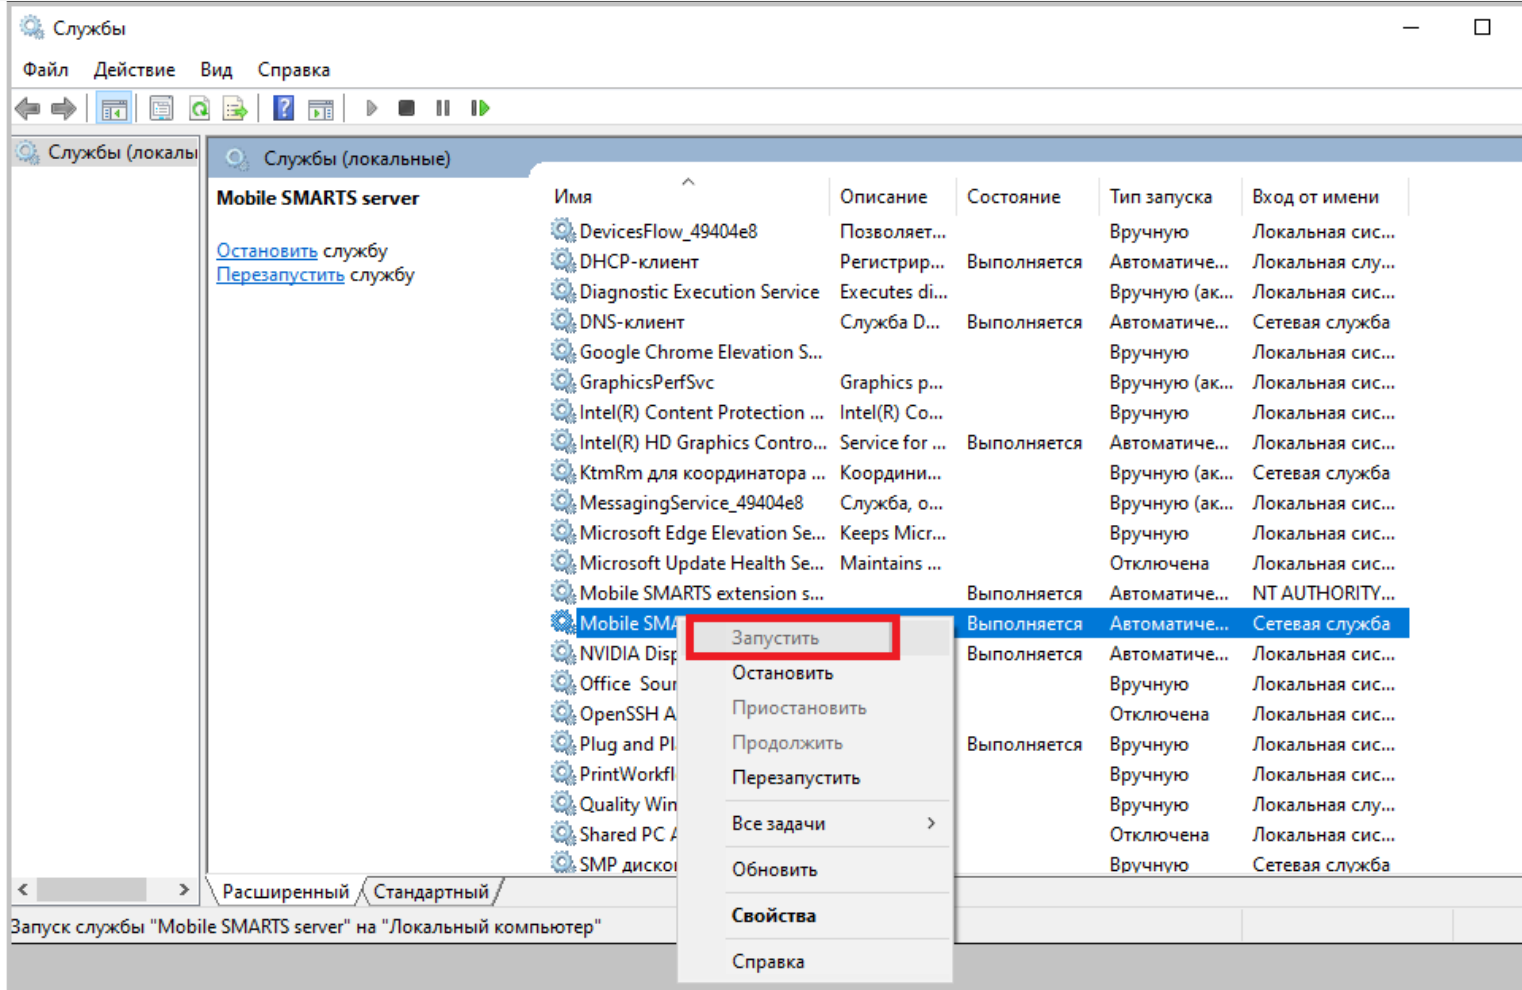 Службы
Файл Действие Вид Справка
Службы (локалы
Службы (локальные)
Mobile SMARTS server
Остановить службу
Перезапустить службу
Имя Описание Состояние Тип запуска Вход от имени
DevicesFlow_49404e8 Позволяет... Вручную Локальная сис...
DHCP-клиент Регистрир... Выполняется Автоматиче... Локальная слу...
Diagnostic Execution Service Executes di... Вручную (ак... Локальная сис...
DNS-клиент Служба D... Выполняется Автоматиче... Сетевая служба
Google Chrome Elevation S... Вручную Локальная сис...
GraphicsPerfSvc Graphics p... Вручную (ак... Локальная сис...
Intel(R) Content Protection ... Intel(R) Co... Вручную Локальная сис...
Intel(R) HD Graphics Contro... Service for ... Выполняется Автоматиче... Локальная сис...
KtmRm для координатора ... Координи... Вручную (ак... Сетевая служба
MessagingService_49404e8 Служба, о... Вручную (ак... Локальная сис...
Microsoft Edge Elevation Se... Keeps Micr... Вручную Локальная сис...
Microsoft Update Health Se... Maintains ... Отключена Локальная сис...
Mobile SMARTS extension s... Выполняется Автоматиче... NT AUTHORITY...
Mobile SMA Выполняется Автоматиче... Сетевая служба
NVIDIA Disp Выполняется Автоматиче... Локальная сис...
Office Sour Вручную Локальная сис...
OpenSSH A Отключена Локальная сис...
Plug and Pl Выполняется Вручную Локальная сис...
PrintWorkfl Вручную Локальная сис...
Quality Win Вручную Локальная слу...
Shared PC A Отключена Локальная сис...
SMP диско Вручную Сетевая служба
Запустить
Остановить
Приостановить
Продолжить
Перезапустить
Все задачи
Обновить
Свойства
Справка
Расширенный Стандартный
Запуск службы "Mobile SMARTS server" на "Локальный компьютер"